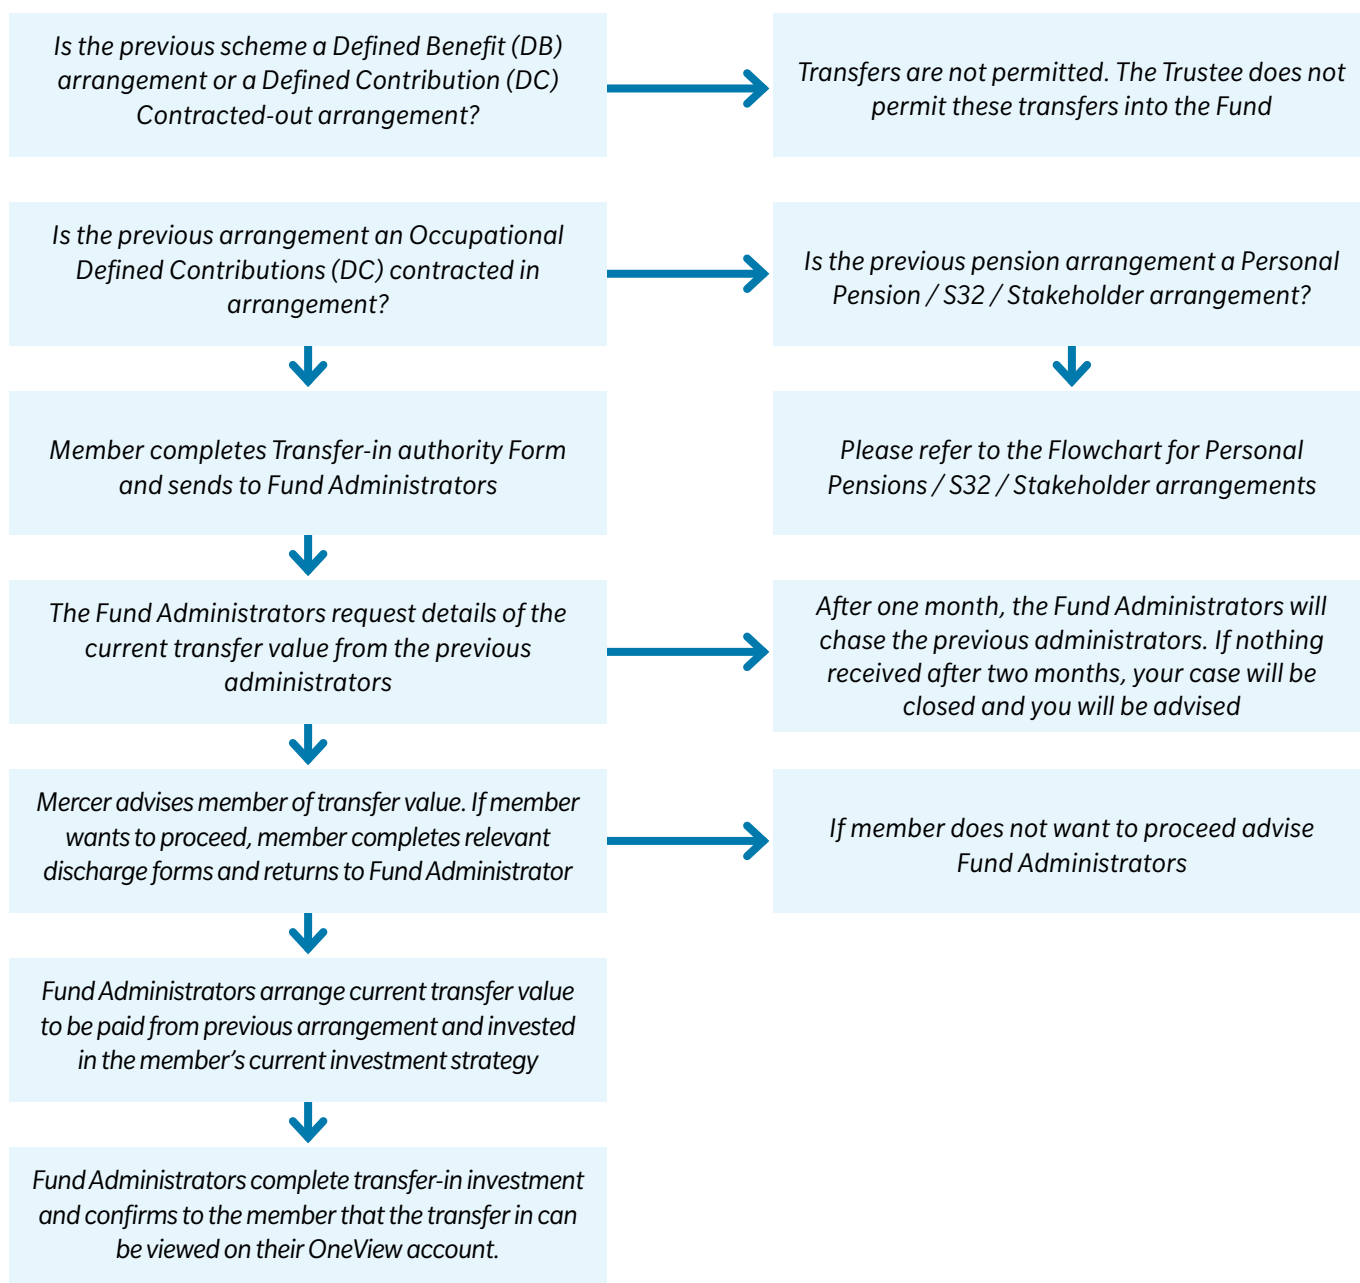 Is the previous scheme a Defined Benefit (DB)
arrangement or a Defined Contribution (DC)
Contracted-out arrangement?
Transfers are not permitted. The Trustee does not
permit these transfers into the Fund
Is the previous arrangement an Occupational
Defined Contributions (DC) contracted in
arrangement?
Is the previous pension arrangement a Personal
Pension / S32 / Stakeholder arrangement?
Member completes Transfer-in authority Form
and sends to Fund Administrators
Please refer to the Flowchart for Personal
Pensions / S32 / Stakeholder arrangements
The Fund Administrators request details of the
current transfer value from the previous
administrators
After one month, the Fund Administrators will
chase the previous administrators. If nothing
received after two months, your case will be
closed and you will be advised
Mercer advises member of transfer value. If member
wants to proceed, member completes relevant
discharge forms and returns to Fund Administrator
If member does not want to proceed advise
Fund Administrators
Fund Administrators arrange current transfer value
to be paid from previous arrangement and invested
in the member's current investment strategy
Fund Administrators complete transfer-in investment
and confirms to the member that the transfer in can
be viewed on their OneView account.